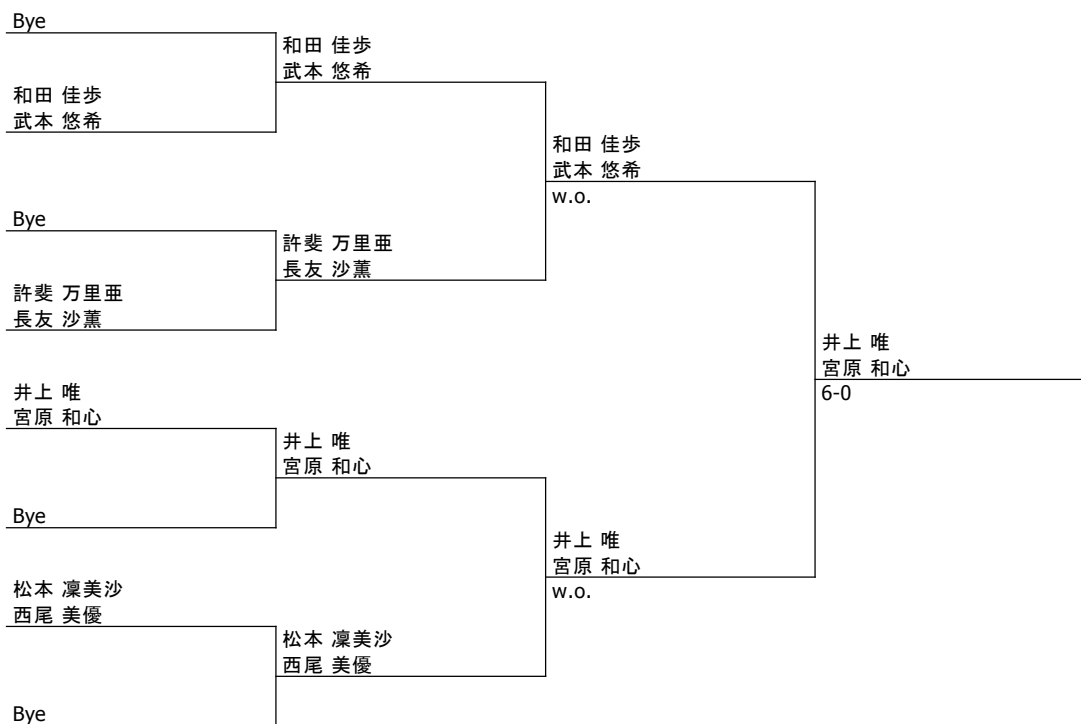 Bye
和田 佳歩
武本 悠希
Bye
許斐 万里亜
長友 沙薫
井上 唯
宮原 和心
Bye
松本 凜美沙
西尾 美優
Bye
和田 佳歩
武本 悠希
許斐 万里亜
長友 沙薫
井上 唯
宮原 和心
松本 凜美沙
西尾 美優
和田 佳歩
武本 悠希
w.o.
井上 唯
宮原 和心
w.o.
井上 唯
宮原 和心
6-0